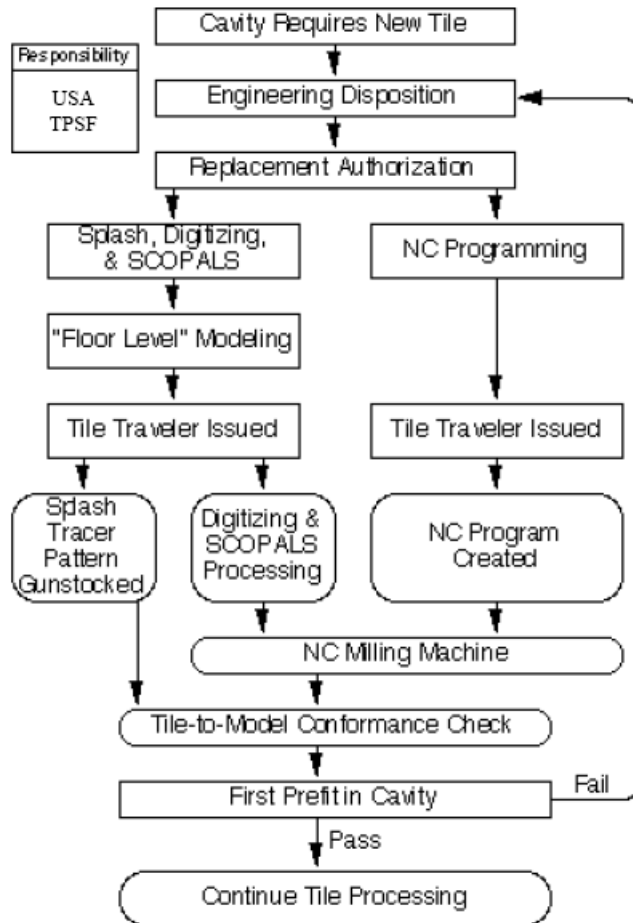 Cavity Requires New Tile
Responsibility
USA
TPSF
Engineering Disposition
Replacement Authorization
Splash, Digitizing,
& SCOPALS
NC Programming
"Floor Level" Modeling
Tile Traveler Issued
Tile Traveler Issued
Splash
Tracer
Pattern
Gunstocked
Digitizing &
SCOPALS
Processing
NC Program
Created
NC Milling Machine
Tile-to-Model Conformance Check
First Prefit in Cavity
Fail
Pass
Continue Tile Processing